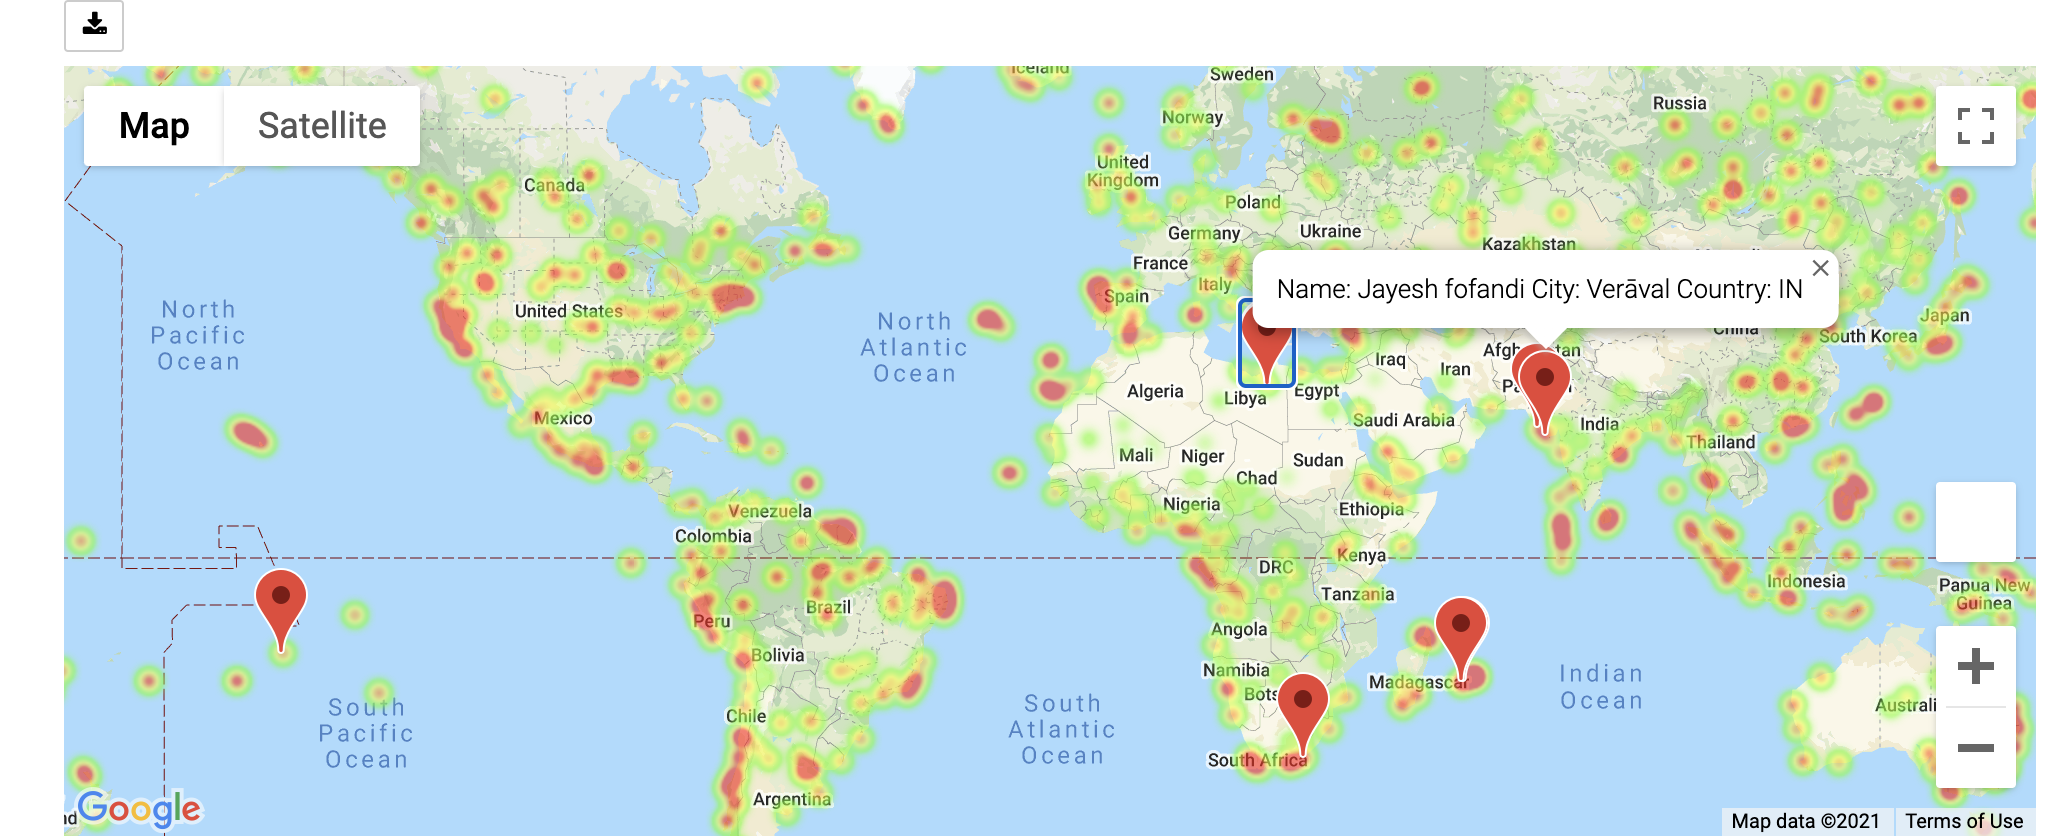 Iceland
Sweden
Map
Satellite
Russia
Norway
United
Kingdom
Canada
Poland
Germany
Ukraine
Kazakhstan
France
Name: Jayesh fofandi City: Verāval Country: IN
Italy
Spain
North
Pacific
Ocean
United States
North
Atlantic
Ocean
Japan
China
South Korea
Iraq
Iran
Algeria
Libya
Egypt
Mexico
Saudi Arabia
India
Thailand
Mali
Niger
Sudan
Chad
Nigeria
Ethiopia
Venezuela
Colombia
Kenya
DRC
Indonesia
Papua New
Guinea
Tanzania
Brazil
Peru
Angola
Bolivia
Namibia
Bots
Madagascar
Indian
Ocean
South
Pacific
Ocean
South
Atlantic
Ocean
Chile
Australi
South Africa
Argentina
Google
Map data ©2021
Terms of Use